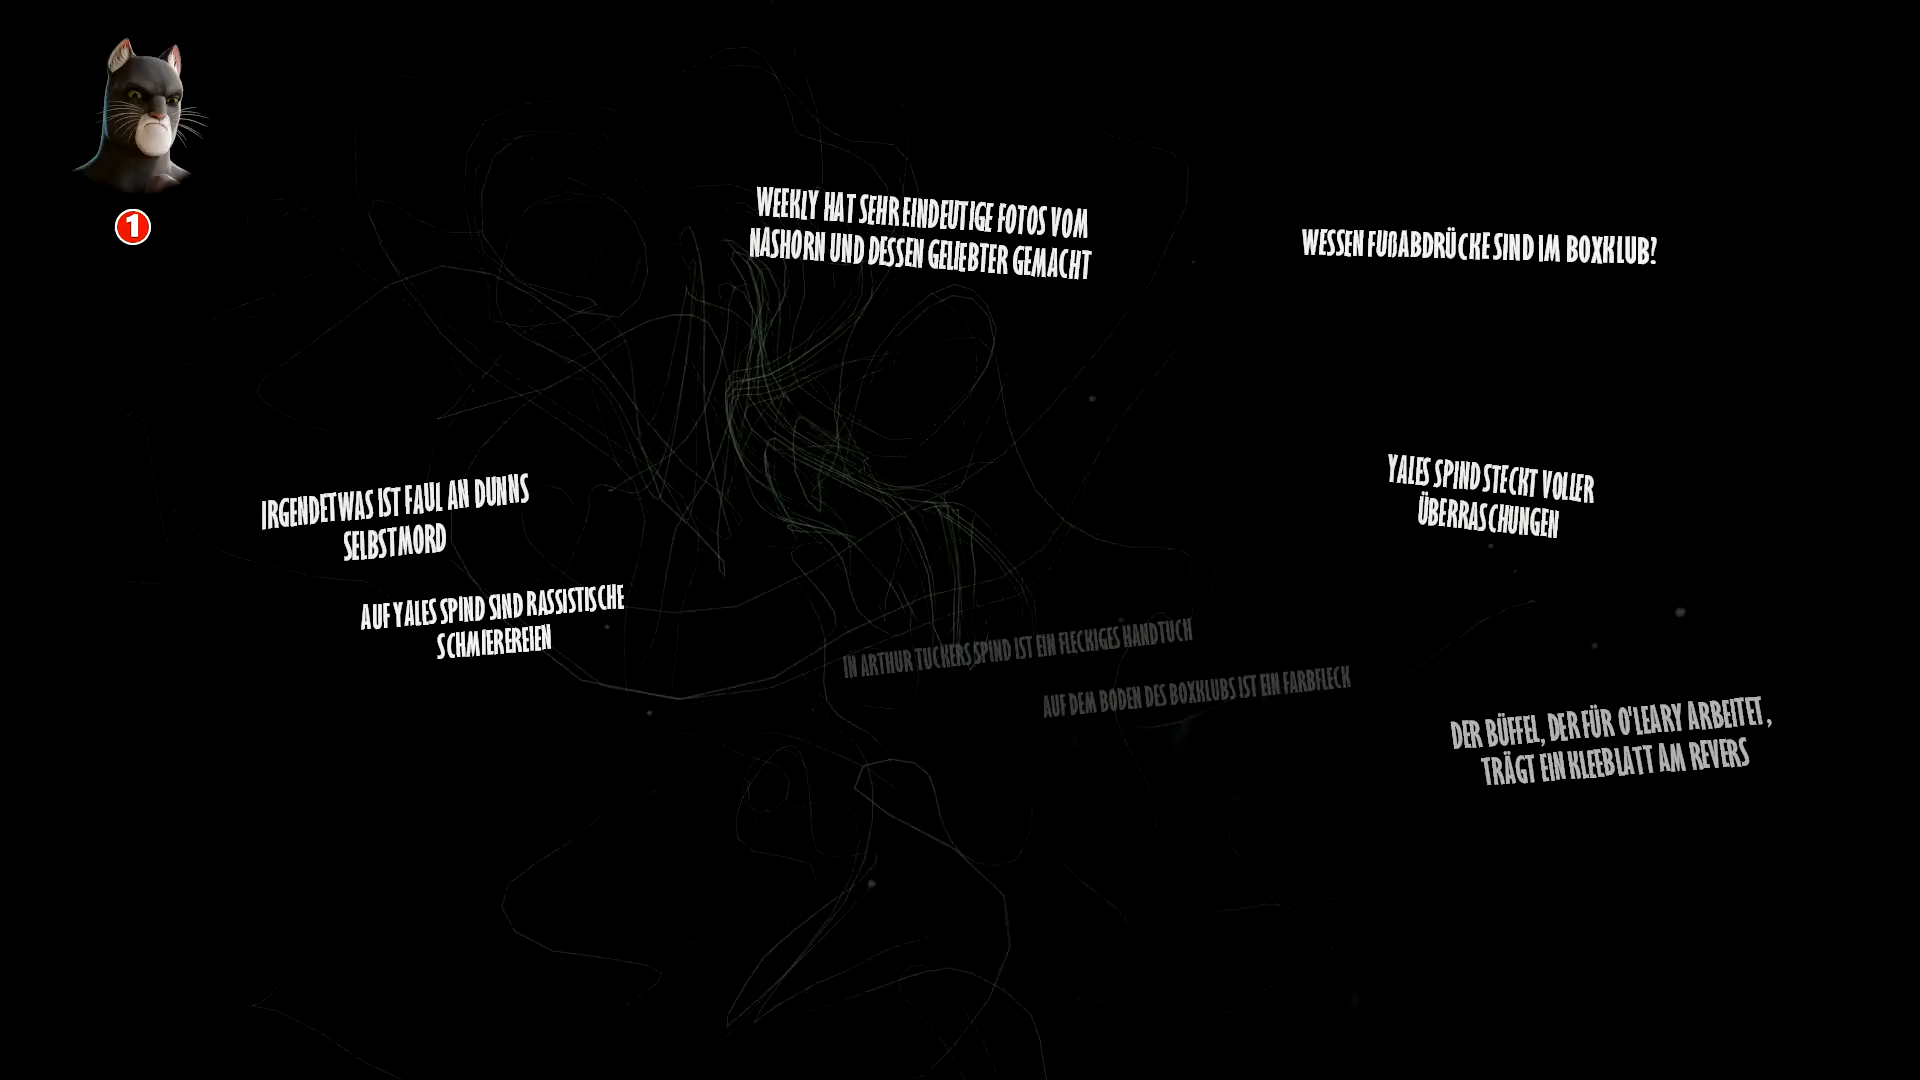 1
WEEKLY HAT SEHR EINDEUTIGE FOTOS VOM
NASHORN UND DESSEN GELIEBTER GEMACHT
WESSEN FUßABDRÜCKE SIND IM BOXKLUB?
IRGENDETWAS IST FAUL AN DUNNS
SELBSTMORD
YALES SPIND STECKT VOLLER
ÜBERRASCHUNGEN
AUF YALES SPIND SIND RASSISTISCHE
SCHMIEREREIEN
IN ARTHUR TUCKERS SPIND IST EIN FLECKIGES HANDTUCH
AUF DEM BODEN DES BOXKLUBS IST EIN FARBFLECK
DER BÜFFEL, DER FÜR O'LEARY ARBEITET,
TRÄGT EIN KLEEBLATT AM REVERS